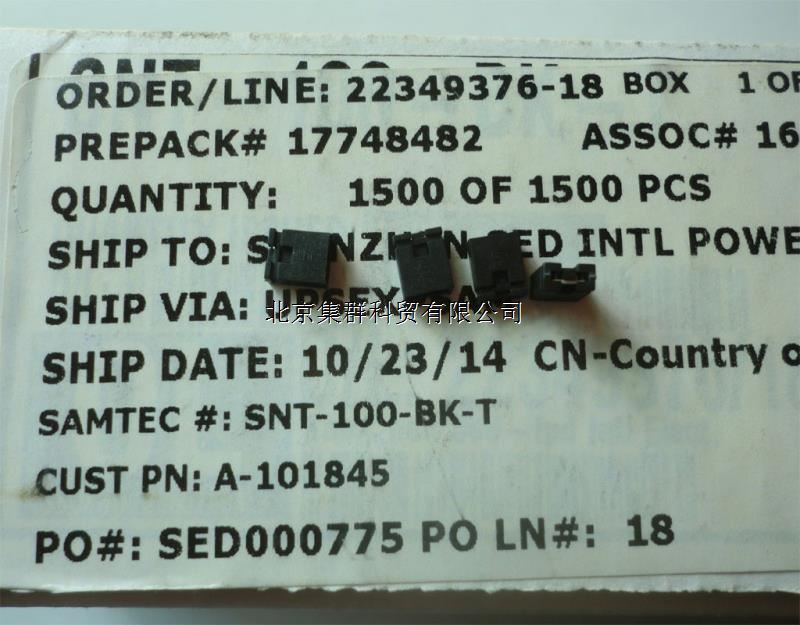 ORDER/LINE: 22349376-18 BOX 1 OF
PREPACK# 17748482 ASSOC# 16
QUANTITY: 1500 OF 1500 PCS
SHIP TO: INTL POWE
SHIP VIA:
北京集群科贸有限公司
SHIP DATE: 10/23/14 CN-Country o
SAMTEC #: SNT-100-BK-T
CUST PN: A-101845
PO#: SED000775 PO LN#: 18